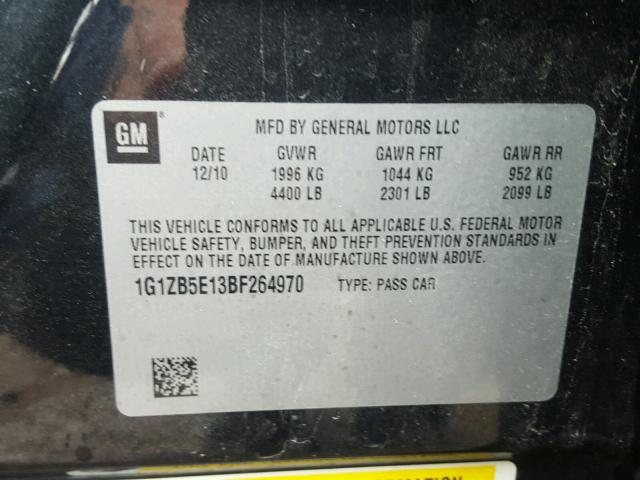 GM® MFD BY GENERAL MOTORS LLC
DATE GVWR GAWR FRT GAWR RR
12/10 1996 KG 1044 KG 952 KG
4400 LB 2301 LB 2099 LB
THIS VEHICLE CONFORMS TO ALL APPLICABLE U.S. FEDERAL MOTOR
VEHICLE SAFETY, BUMPER, AND THEFT PREVENTION STANDARDS IN
EFFECT ON THE DATE OF MANUFACTURE SHOWN ABOVE.
1G1ZB5E13BF264970 TYPE: PASS CAR